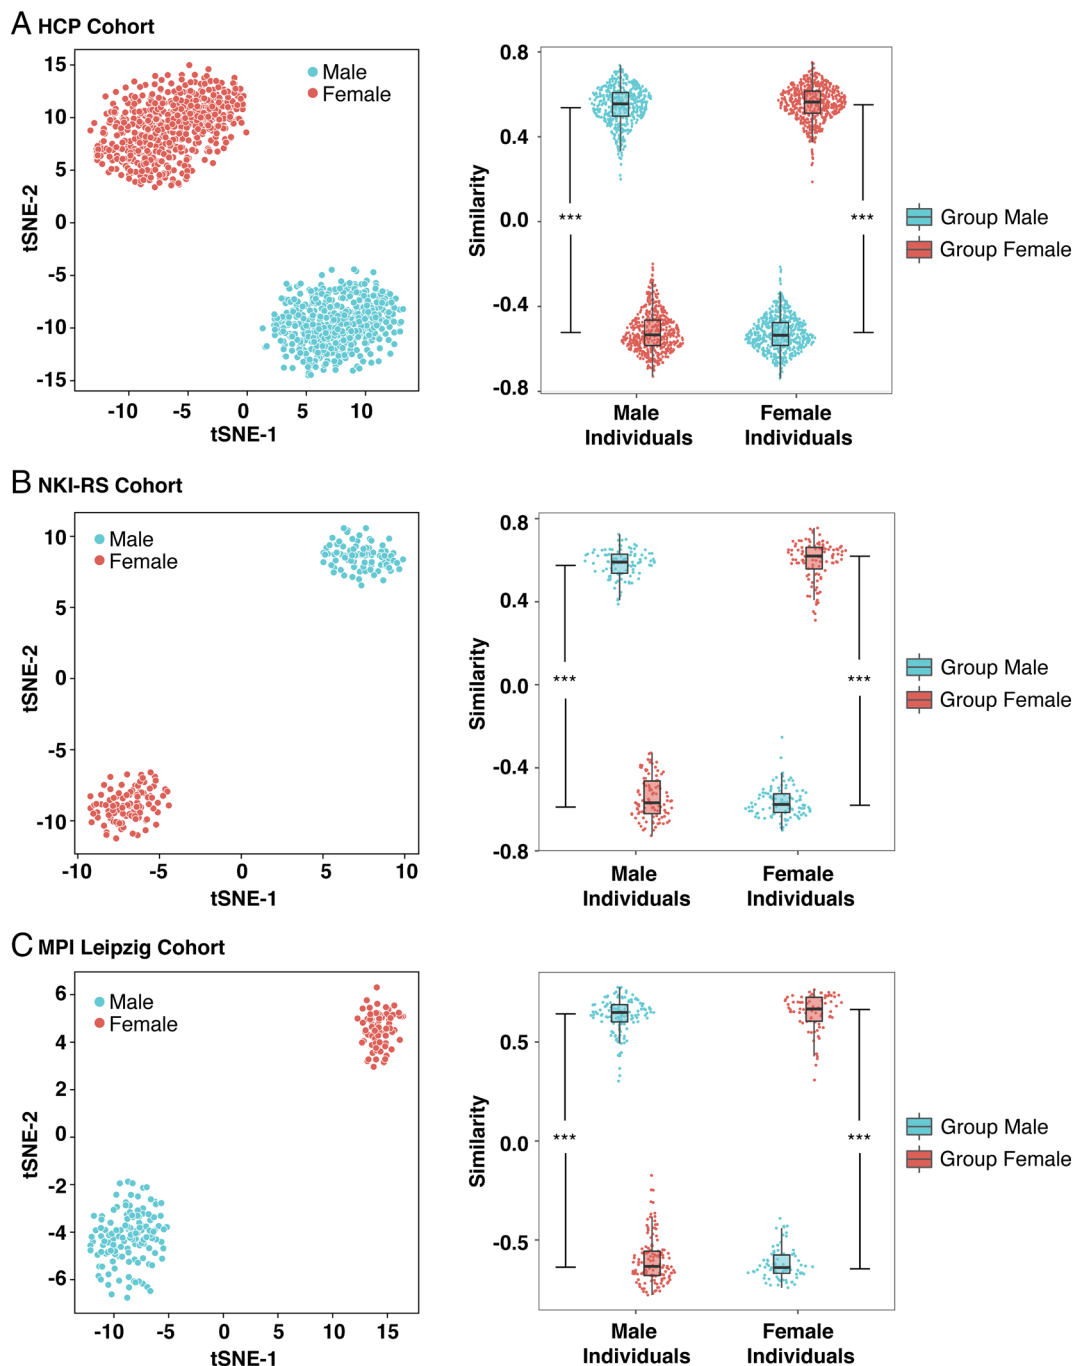 A HCP Cohort
Male
Female
15
10
5
0
-5
-10
-15
tSNE-2
-10 -5 0 5 10
tSNE-1
0.8
0.4
0.0
-0.4
-0.8
Similarity
*** ***
Male Individuals
Female Individuals
Group Male
Group Female
B NKI-RS Cohort
Male
Female
10
5
0
-5
-10
tSNE-2
-10 -5 0 5 10
tSNE-1
0.8
0.4
0.0
-0.4
-0.8
Similarity
*** ***
Male Individuals
Female Individuals
Group Male
Group Female
C MPI Leipzig Cohort
Male
Female
6
4
2
0
-2
-4
-6
tSNE-2
-10 -5 0 5 10 15
tSNE-1
0.5
0.0
-0.5
Similarity
*** ***
Male Individuals
Female Individuals
Group Male
Group Female